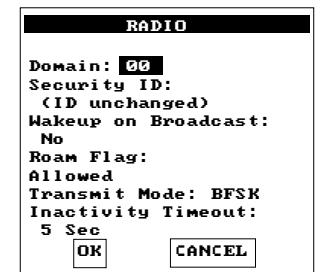 RADIO
Domain: 00
Security ID:
(ID unchanged)
Wakeup on Broadcast:
No
Roam Flag:
Allowed
Transmit Mode: BFSK
Inactivity Timeout:
5 Sec
OK CANCEL